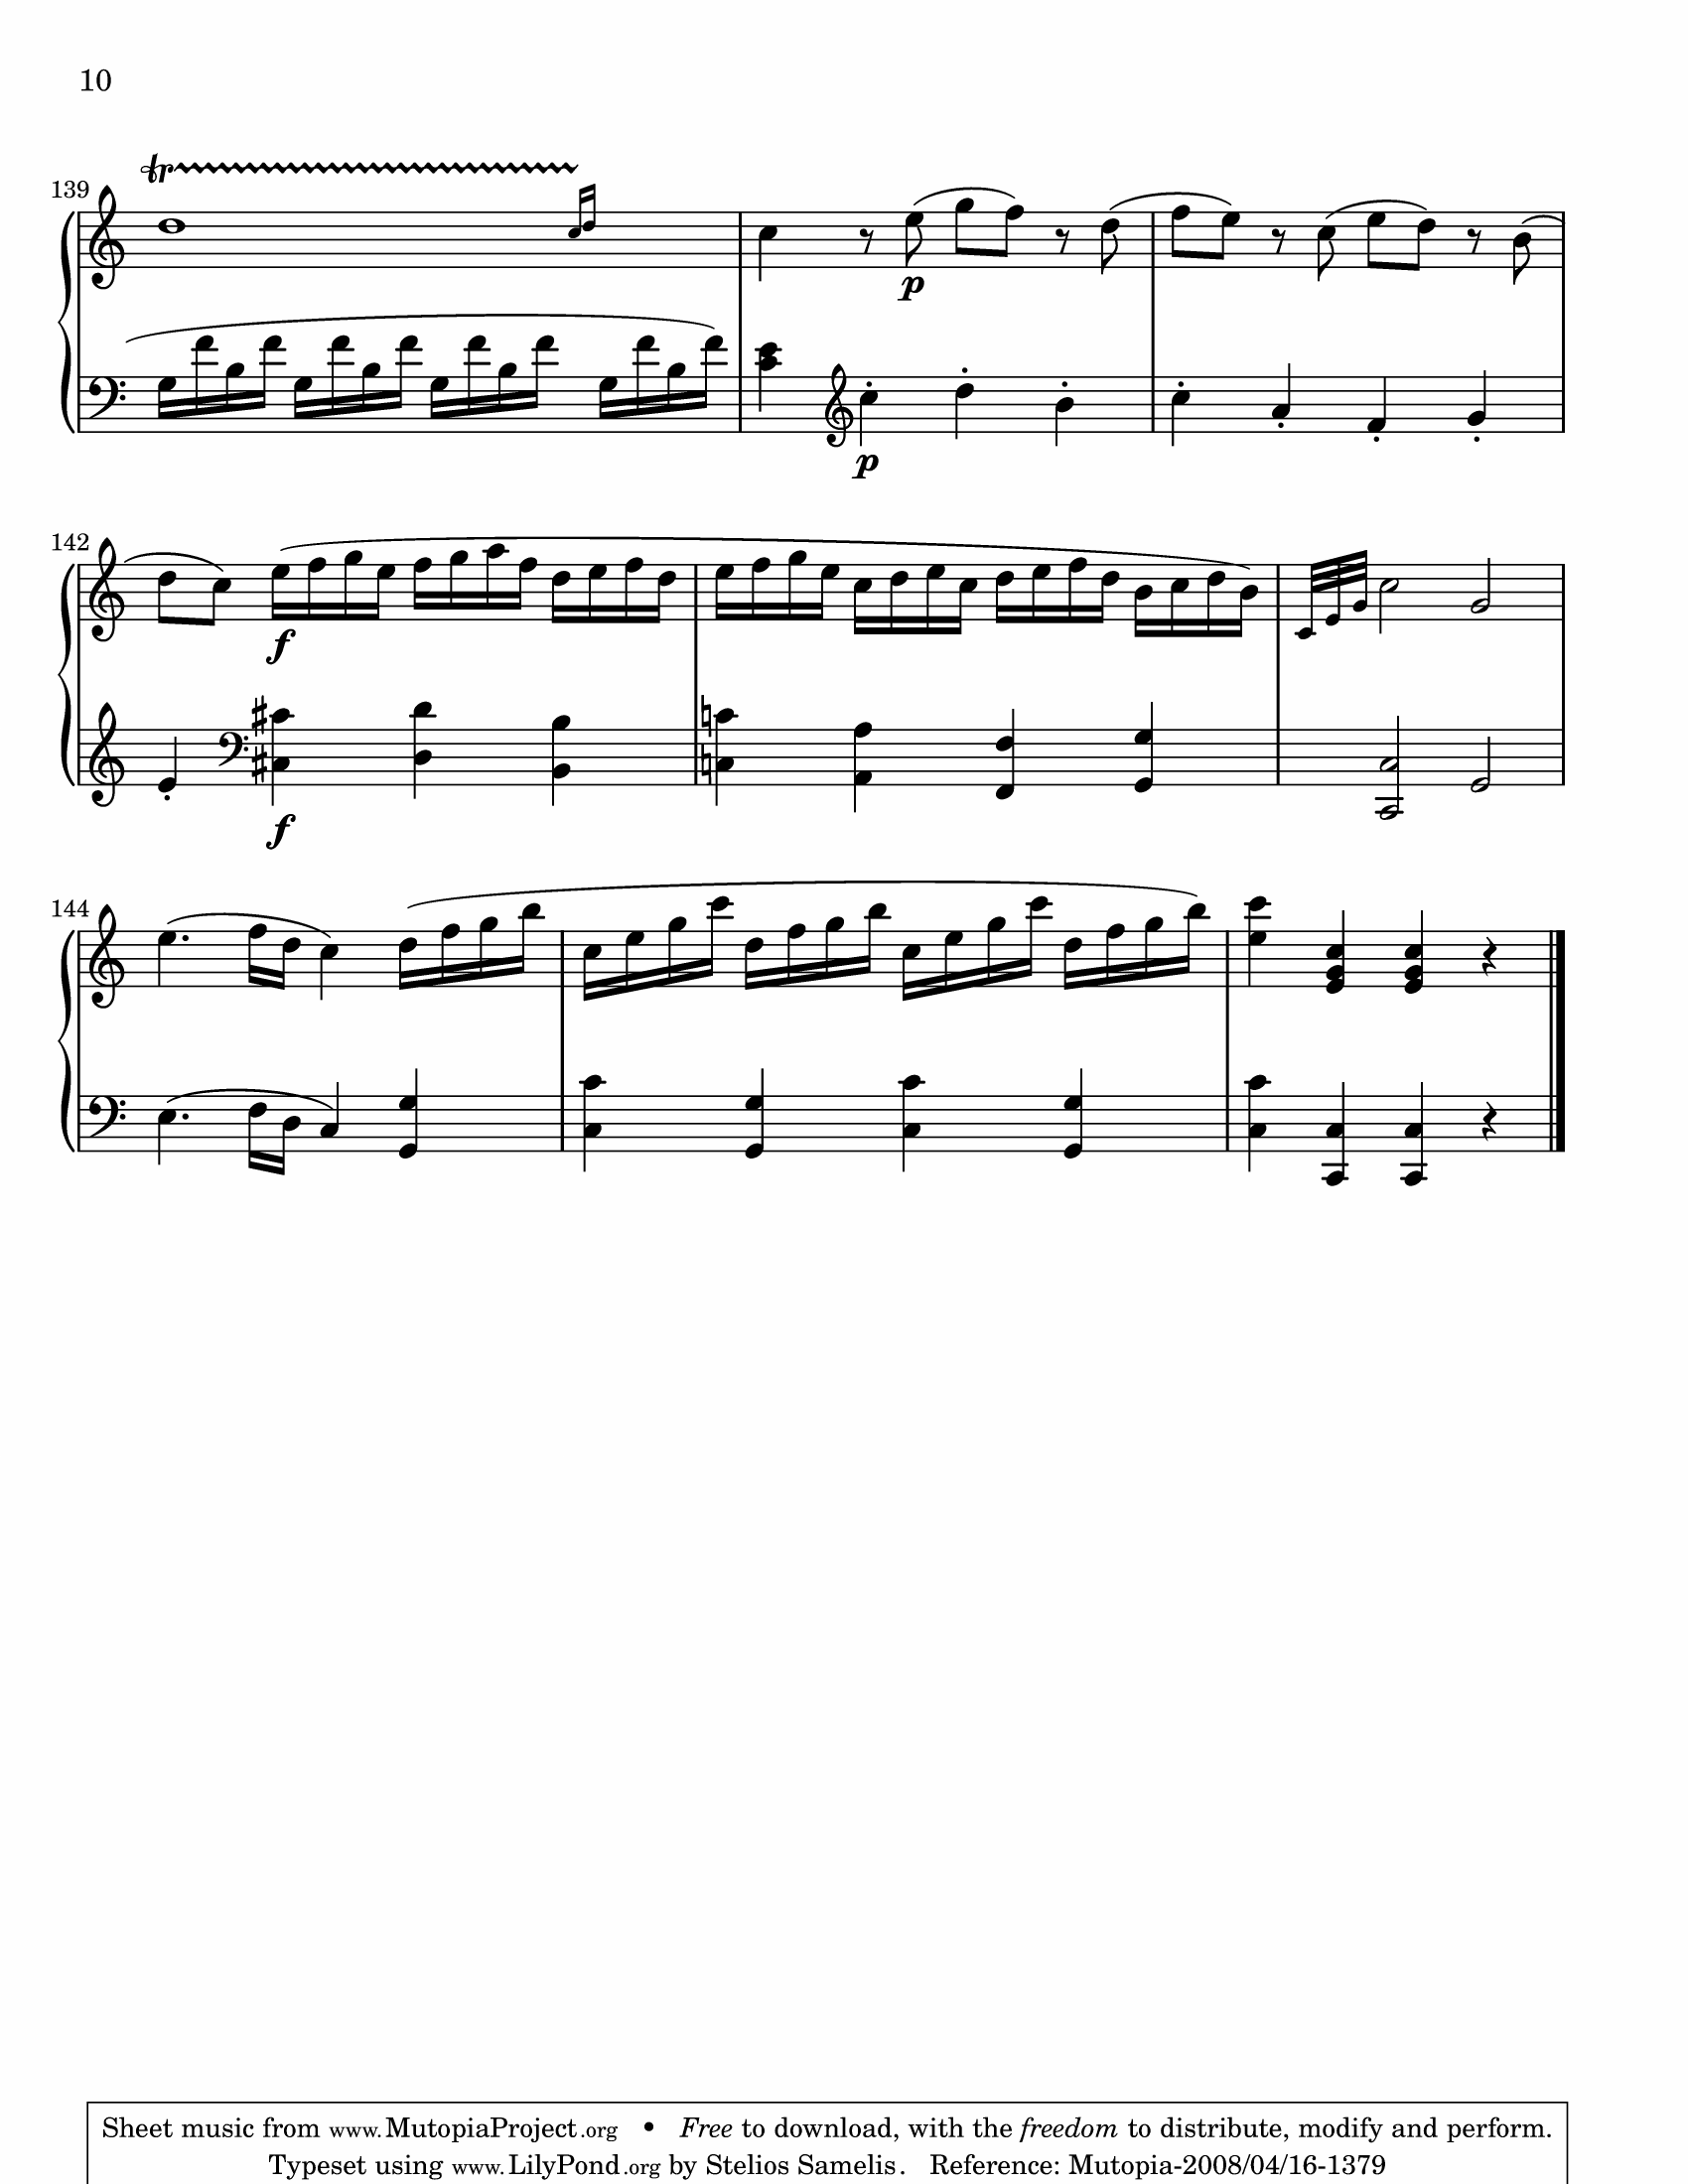 10
139
tr
p
p
142
f
f
144
Sheet music from www.MutopiaProject.org • Free to download, with the freedom to distribute, modify and perform.
Typeset using www.LilyPond.org by Stelios Samelis. Reference: Mutopia-2008/04/16-1379